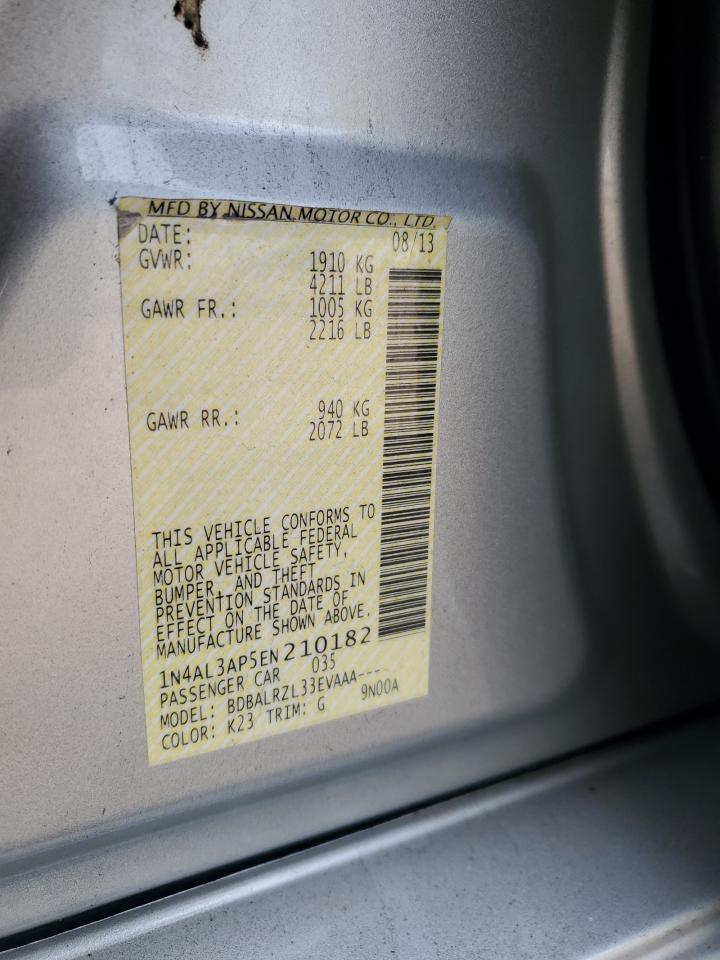 MFD BY NISSAN MOTOR CO., LTD.
DATE: 08/13
GVWR: 1910 KG
4211 LB
GAWR FR.: 1005 KG
2216 LB
GAWR RR.: 940 KG
2072 LB
THIS VEHICLE CONFORMS TO
ALL APPLICABLE FEDERAL
MOTOR VEHICLE SAFETY,
BUMPER, AND THEFT
PREVENTION STANDARDS IN
EFFECT ON THE DATE OF
MANUFACTURE SHOWN ABOVE.
1N4AL3AP5EN210182
PASSENGER CAR 035
MODEL: BDBALRZL33EVAAA---
COLOR: K23 TRIM: G 9N00A